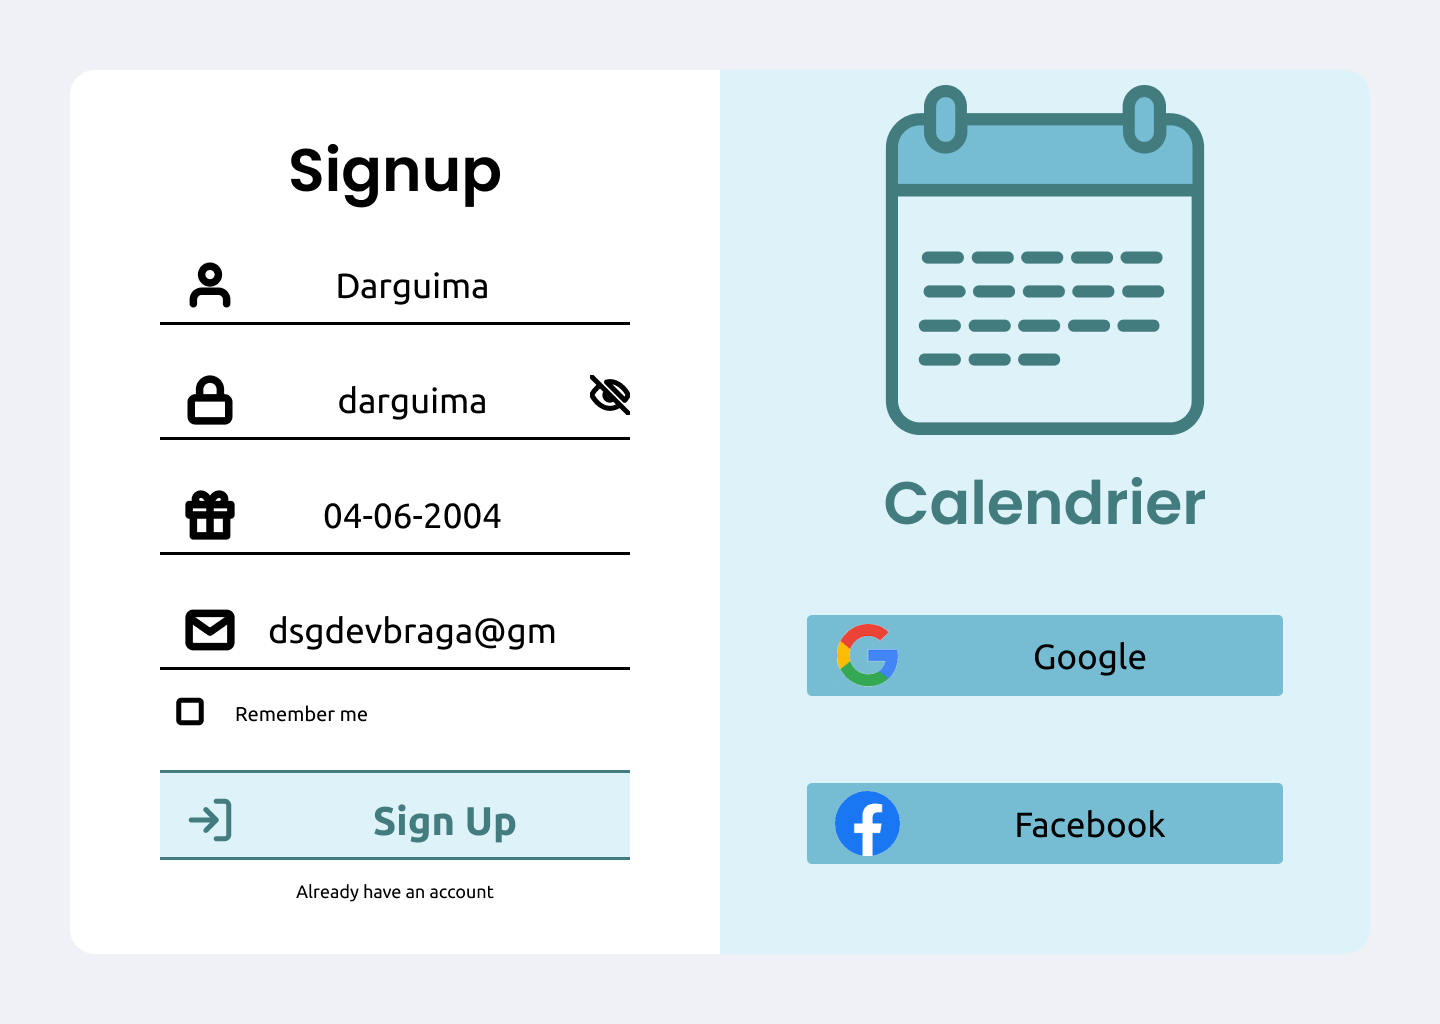 Signup
Darguima
darguima
04-06-2004
dsgdevbraga@gm
Remember me
Sign Up
Already have an account
Calendrier
Google
Facebook